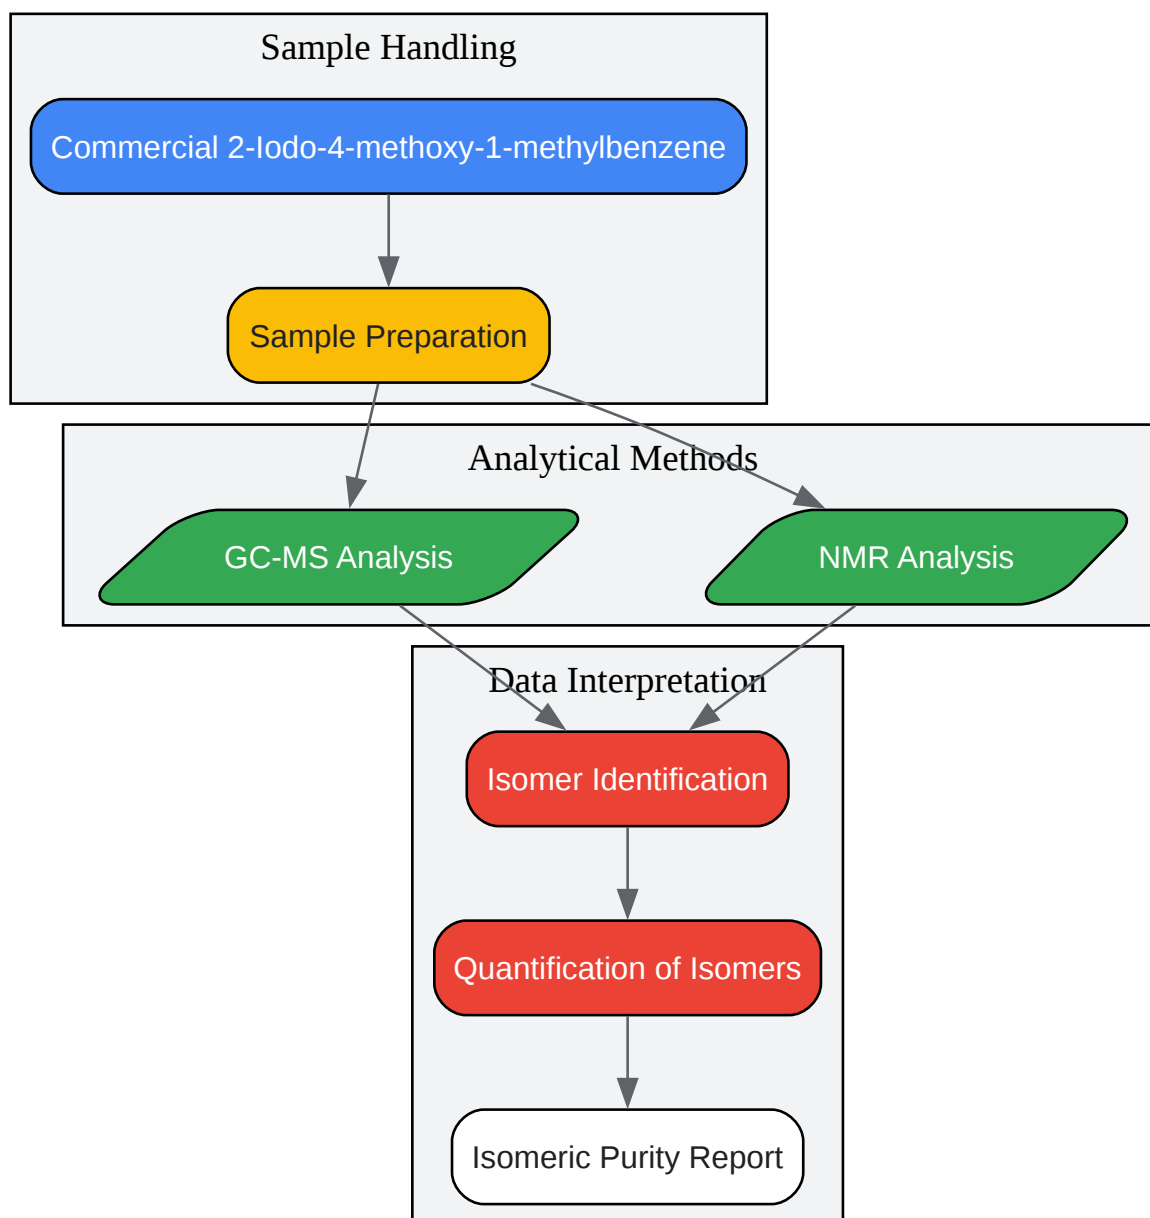 Sample Handling
Commercial 2-Iodo-4-methoxy-1-methylbenzene
Sample Preparation
Analytical Methods
GC-MS Analysis
NMR Analysis
Data Interpretation
Isomer Identification
Quantification of Isomers
Isomeric Purity Report